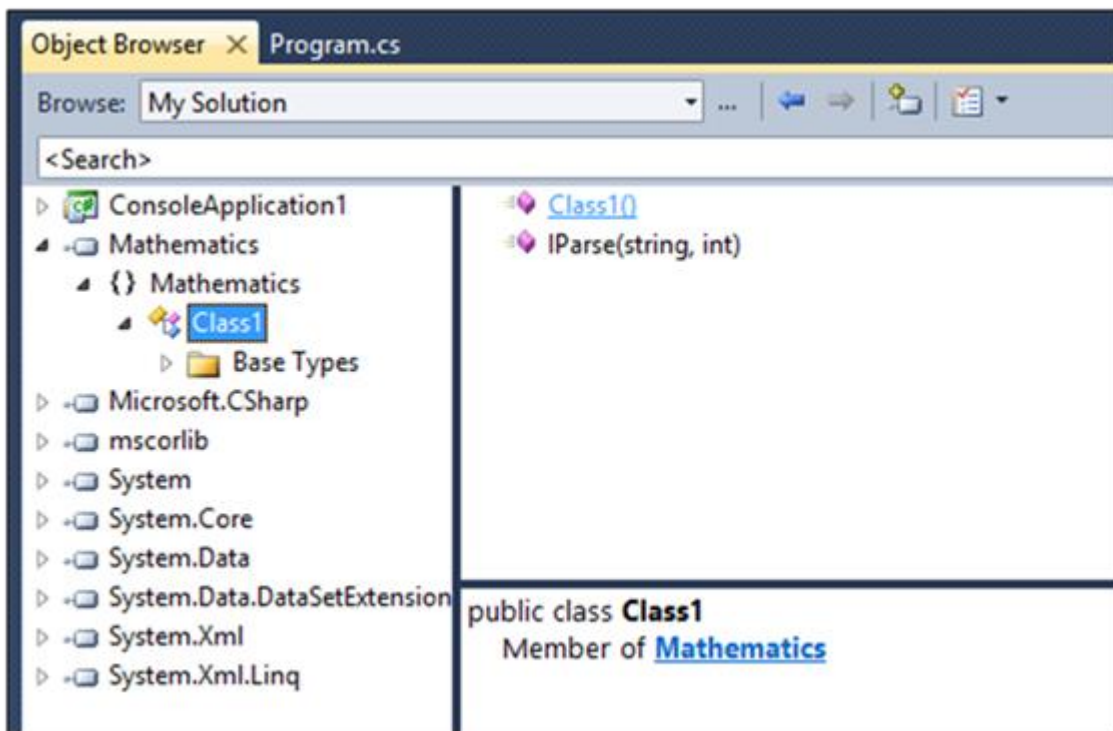 Object Browser Program.cs
Browse: My Solution ...
<Search>
ConsoleApplication1
Mathematics
{} Mathematics
Class1
Base Types
Microsoft.CSharp
mscorlib
System
System.Core
System.Data
System.Data.DataSetExtension
System.Xml
System.Xml.Linq
Class1()
IParse(string, int)
public class Class1
Member of Mathematics